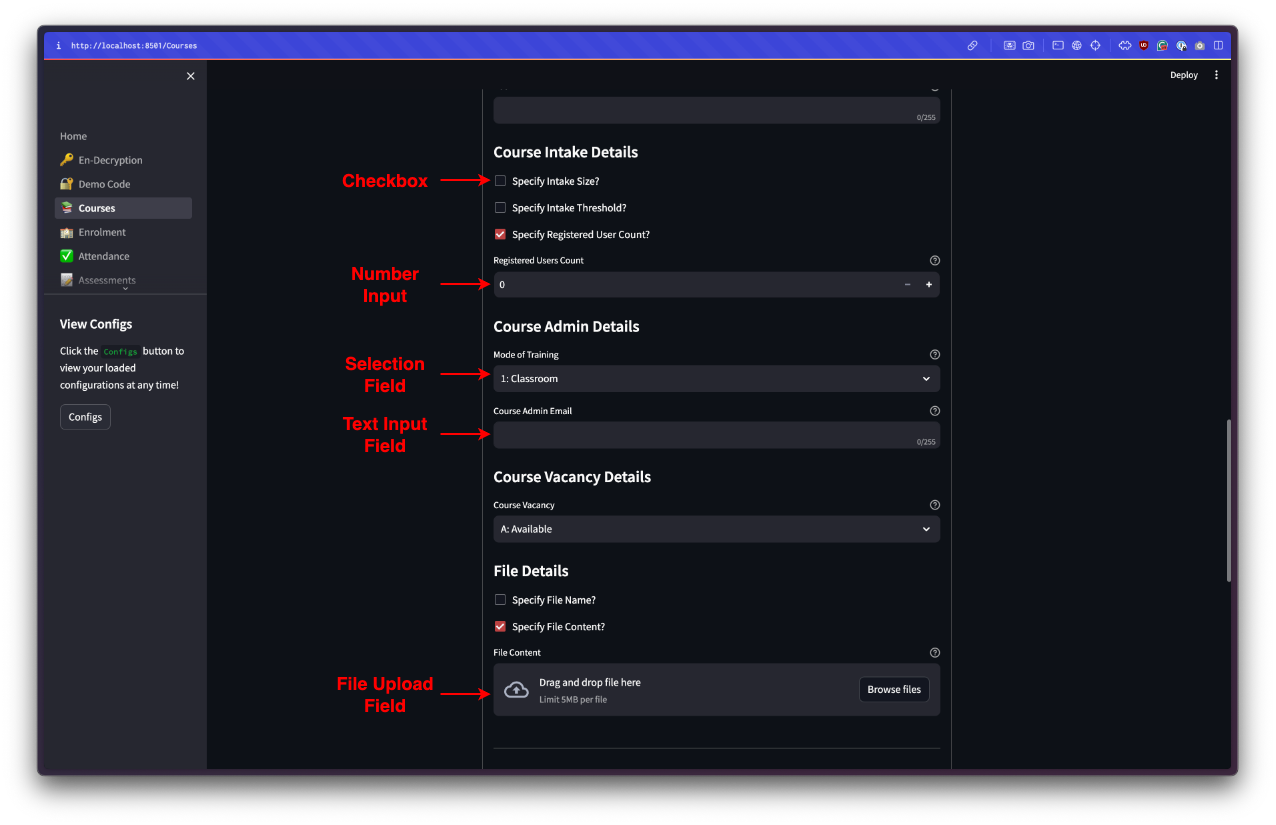 i http://localhost:8501/Courses
Deploy
Home
En-Decryption
Demo Code
Courses
Enrolment
Attendance
Assessments
View Configs
Click the Configs button to
view your loaded
configurations at any time!
Configs
0/255
Course Intake Details
Checkbox
Specify Intake Size?
Specify Intake Threshold?
Specify Registered User Count?
Registered Users Count
Number
Input
0
Course Admin Details
Mode of Training
Selection
Field
1: Classroom
Course Admin Email
Text Input
Field
0/255
Course Vacancy Details
Course Vacancy
A: Available
File Details
Specify File Name?
Specify File Content?
File Content
File Upload
Field
Drag and drop file here
Limit 5MB per file
Browse files